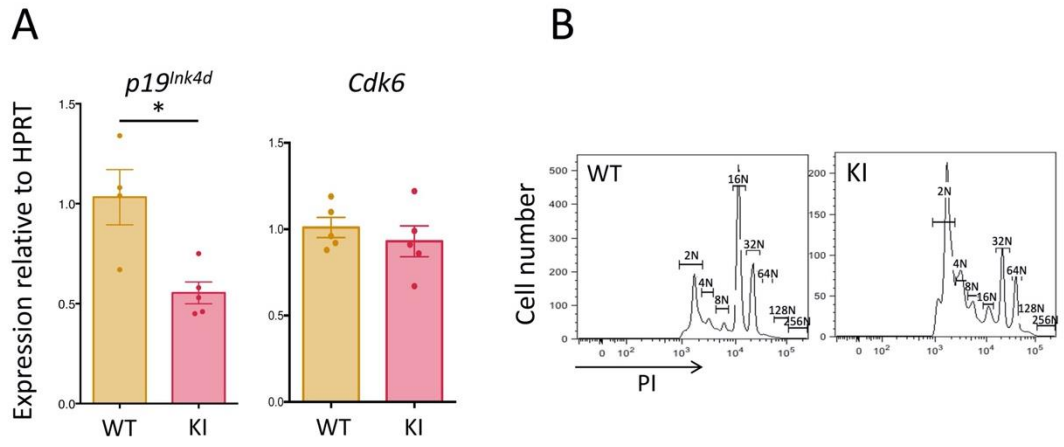 A
B
p19Ink4d
*
Cdk6
Expression relative to HPRT
1.5
1.0
0.5
0.0
WT
KI
1.5
1.0
0.5
0.0
WT
KI
Cell number
WT
500
400
300
200
100
0
2N
4N
8N
16N
32N
64N
128N
256N
0
10²
10³
10⁴
10⁵
PI
KI
200
150
100
50
0
2N
4N
8N
16N
32N
64N
128N
256N
0
10²
10³
10⁴
10⁵